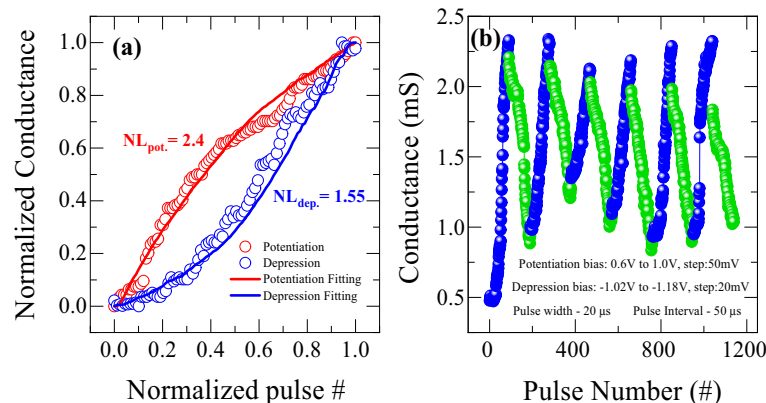 (a)
NLpot.= 2.4
NLdep.= 1.55
Potentiation
Depression
Potentiation Fitting
Depression Fitting
1.0
0.8
0.6
0.4
0.2
0.0
Normalized Conductance
0.0 0.2 0.4 0.6 0.8 1.0
Normalized pulse #
(b)
2.5
2.0
1.5
1.0
0.5
Conductance (mS)
Potentiation bias: 0.6V to 1.0V, step:50mV
Depression bias: -1.02V to -1.18V, step:20mV
Pulse width - 20 µs Pulse Interval - 50 µs
0 400 800 1200
Pulse Number (#)